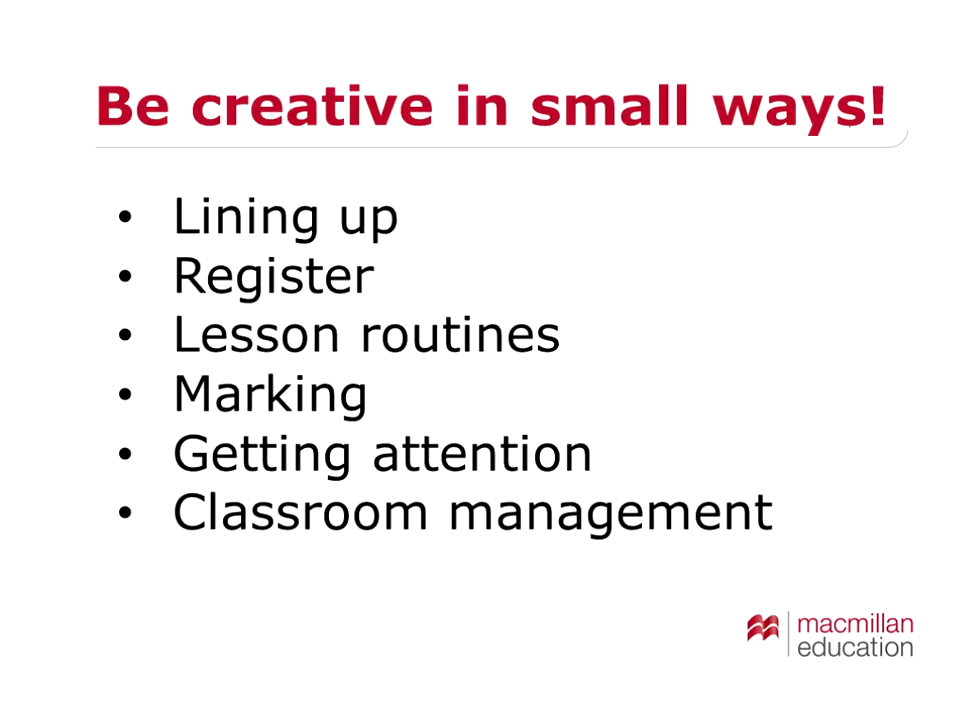 Be creative in small ways!
• Lining up
• Register
• Lesson routines
• Marking
• Getting attention
• Classroom management
macmillan
education